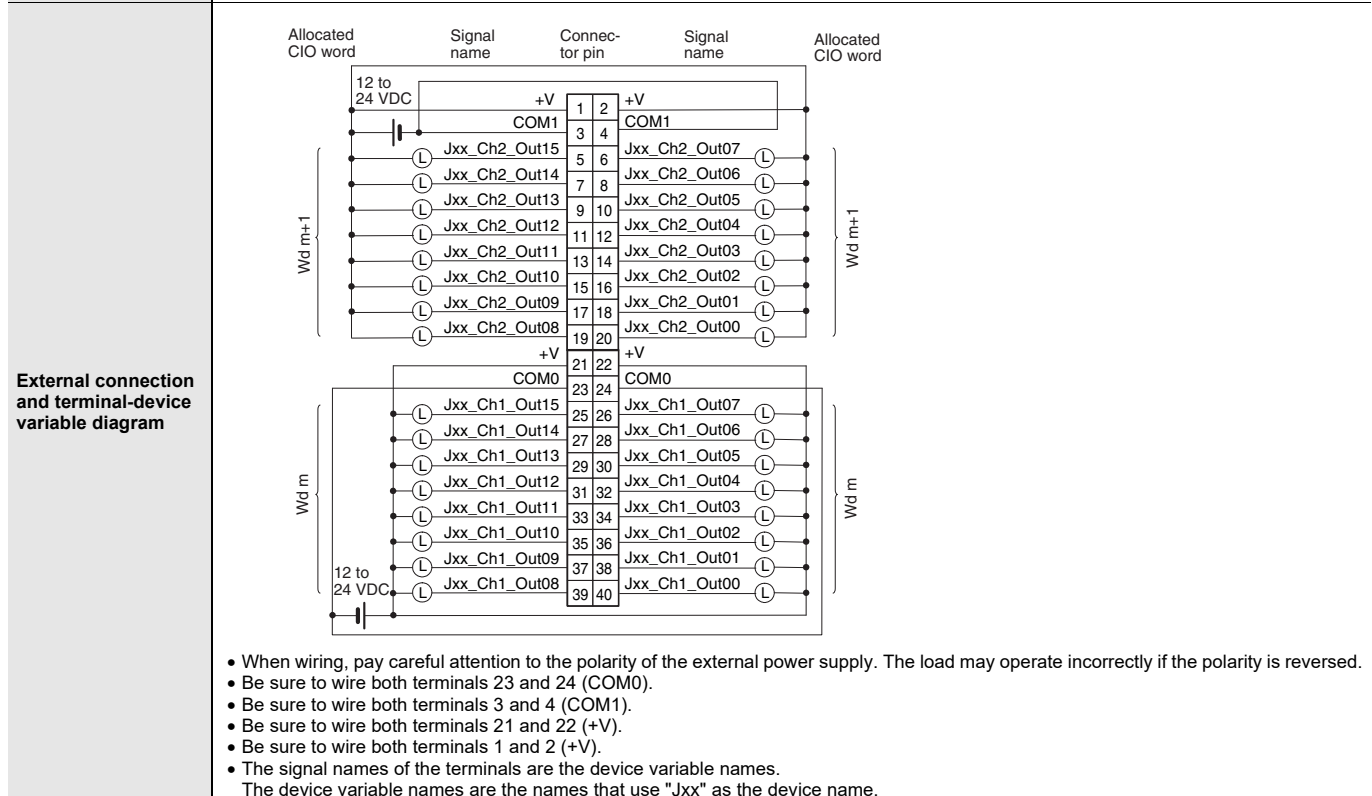 Allocated CIO word
Signal name
Connec-tor pin
Signal name
Allocated CIO word
12 to
24 VDC
+V 1 2 +V
COM1 3 4 COM1
L Jxx_Ch2_Out15 5 6 Jxx_Ch2_Out07 L
L Jxx_Ch2_Out14 7 8 Jxx_Ch2_Out06 L
L Jxx_Ch2_Out13 9 10 Jxx_Ch2_Out05 L
L Jxx_Ch2_Out12 11 12 Jxx_Ch2_Out04 L
L Jxx_Ch2_Out11 13 14 Jxx_Ch2_Out03 L
L Jxx_Ch2_Out10 15 16 Jxx_Ch2_Out02 L
L Jxx_Ch2_Out09 17 18 Jxx_Ch2_Out01 L
L Jxx_Ch2_Out08 19 20 Jxx_Ch2_Out00 L
Wd m+1
Wd m+1
+V 21 22 +V
COM0 23 24 COM0
L Jxx_Ch1_Out15 25 26 Jxx_Ch1_Out07 L
L Jxx_Ch1_Out14 27 28 Jxx_Ch1_Out06 L
L Jxx_Ch1_Out13 29 30 Jxx_Ch1_Out05 L
L Jxx_Ch1_Out12 31 32 Jxx_Ch1_Out04 L
L Jxx_Ch1_Out11 33 34 Jxx_Ch1_Out03 L
L Jxx_Ch1_Out10 35 36 Jxx_Ch1_Out02 L
L Jxx_Ch1_Out09 37 38 Jxx_Ch1_Out01 L
L Jxx_Ch1_Out08 39 40 Jxx_Ch1_Out00 L
Wd m
Wd m
12 to
24 VDC
External connection
and terminal-device
variable diagram
• When wiring, pay careful attention to the polarity of the external power supply. The load may operate incorrectly if the polarity is reversed.
• Be sure to wire both terminals 23 and 24 (COM0).
• Be sure to wire both terminals 3 and 4 (COM1).
• Be sure to wire both terminals 21 and 22 (+V).
• Be sure to wire both terminals 1 and 2 (+V).
• The signal names of the terminals are the device variable names.
The device variable names are the names that use "Jxx" as the device name.